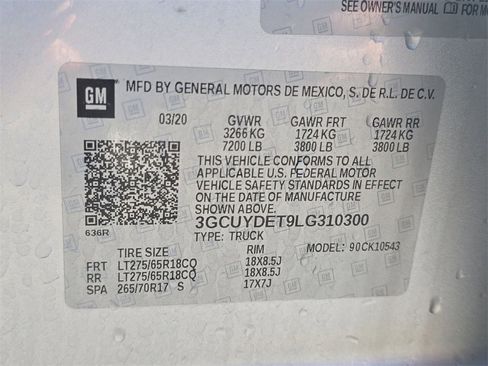 SEE OWNER'S MANUAL FOR MO
GM MFD BY GENERAL MOTORS DE MEXICO, S. DE R.L. DE C.V.
03/20 GVWR GAWR FRT GAWR RR
3266 KG 1724 KG 1724 KG
7200 LB 3800 LB 3800 LB
THIS VEHICLE CONFORMS TO ALL
APPLICABLE U.S. FEDERAL MOTOR
VEHICLE SAFETY STANDARDS IN EFFECT
ON THE DATE OF MANUFACTURE
SHOWN ABOVE.
3GCUYDET9LG310300
636R TYPE: TRUCK MODEL: 90CK10543
TIRE SIZE RIM
FRT LT275/65R18CQ 18X8.5J
RR LT275/65R18CQ 18X8.5J
SPA 265/70R17 S 17X7J